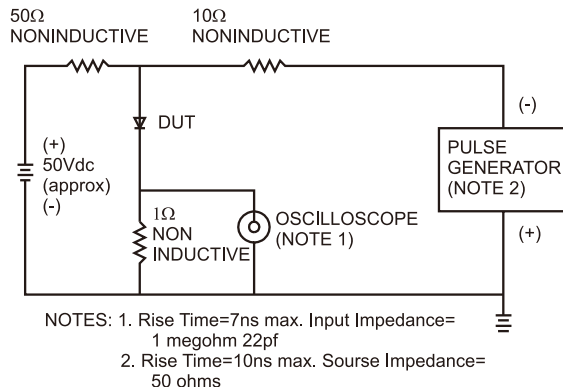 50Ω
NONINDUCTIVE
10Ω
NONINDUCTIVE
DUT
(+)
50Vdc
(approx)
(-)
1Ω
NON
INDUCTIVE
OSCILLOSCOPE
(NOTE 1)
(-)
PULSE
GENERATOR
(NOTE 2)
(+)
NOTES: 1. Rise Time=7ns max. Input Impedance=
1 megohm 22pf
2. Rise Time=10ns max. Sourse Impedance=
50 ohms